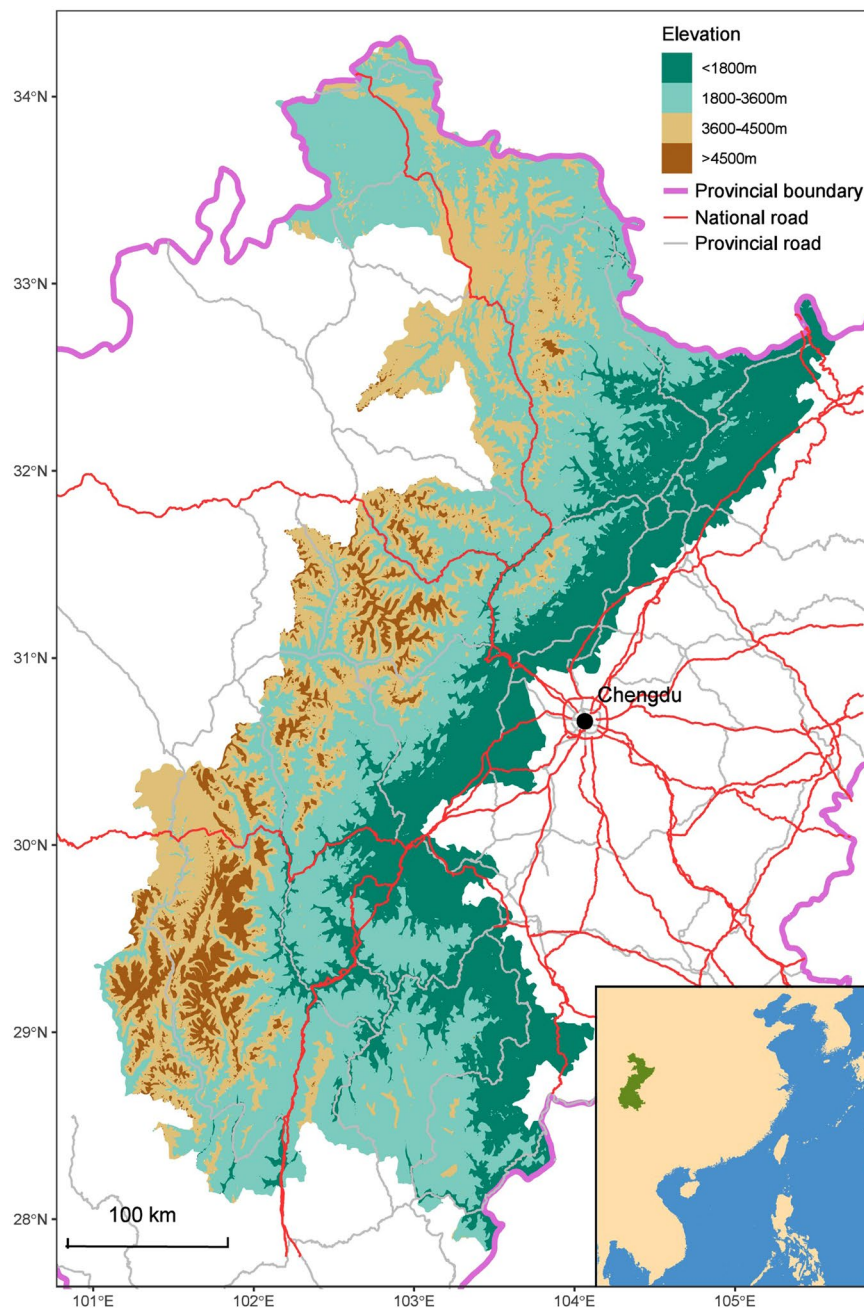 Elevation
<1800m
1800-3600m
3600-4500m
>4500m
Provincial boundary
National road
Provincial road
34°N
33°N
32°N
31°N
Chengdu
30°N
29°N
28°N
100 km
101°E
102°E
103°E
104°E
105°E